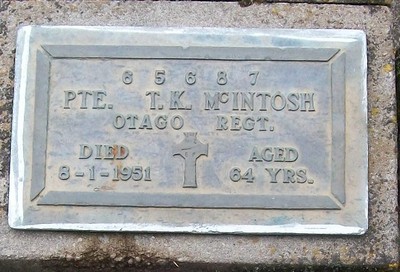 6 5 6 8 7
PTE. T.K. McINTOSH
OTAGO REGT.
DIED AGED
8-1-1951 64 YRS.